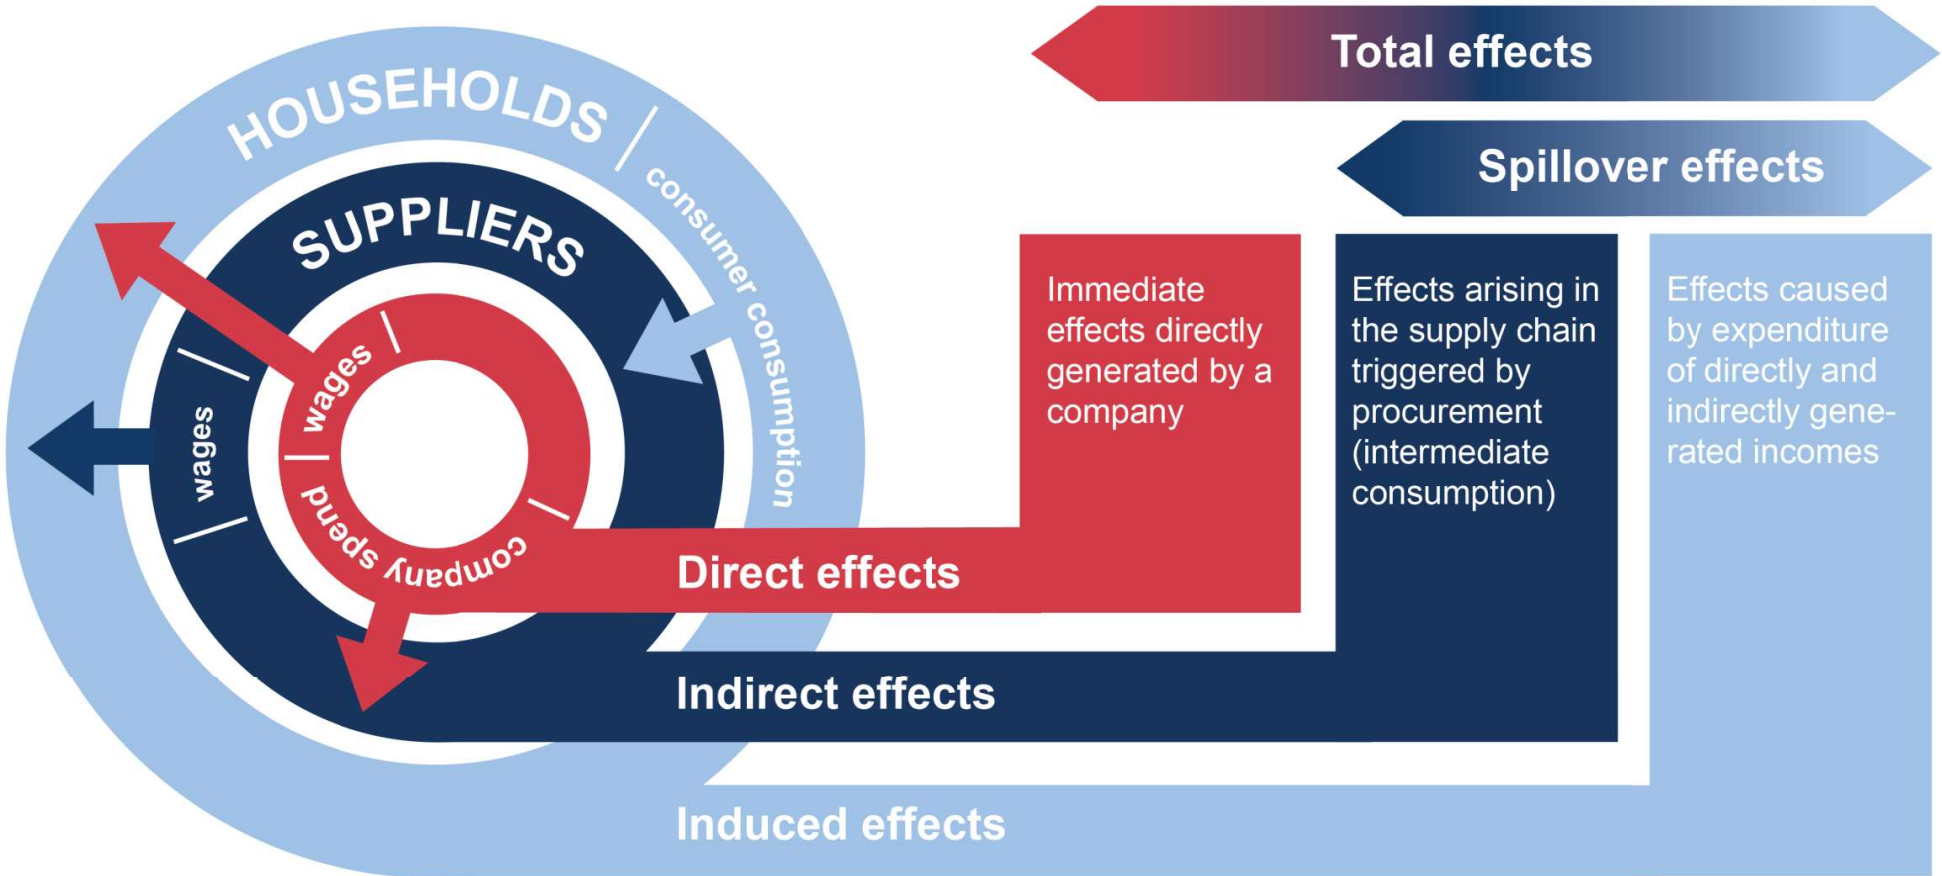 Total effects
Spillover effects
HOUSEHOLDS
consumer consumption
SUPPLIERS
wages
wages
company spend
Immediate
effects directly
generated by a
company
Effects arising in
the supply chain
triggered by
procurement
(intermediate
consumption)
Effects caused
by expenditure
of directly and
indirectly gene-
rated incomes
Direct effects
Indirect effects
Induced effects